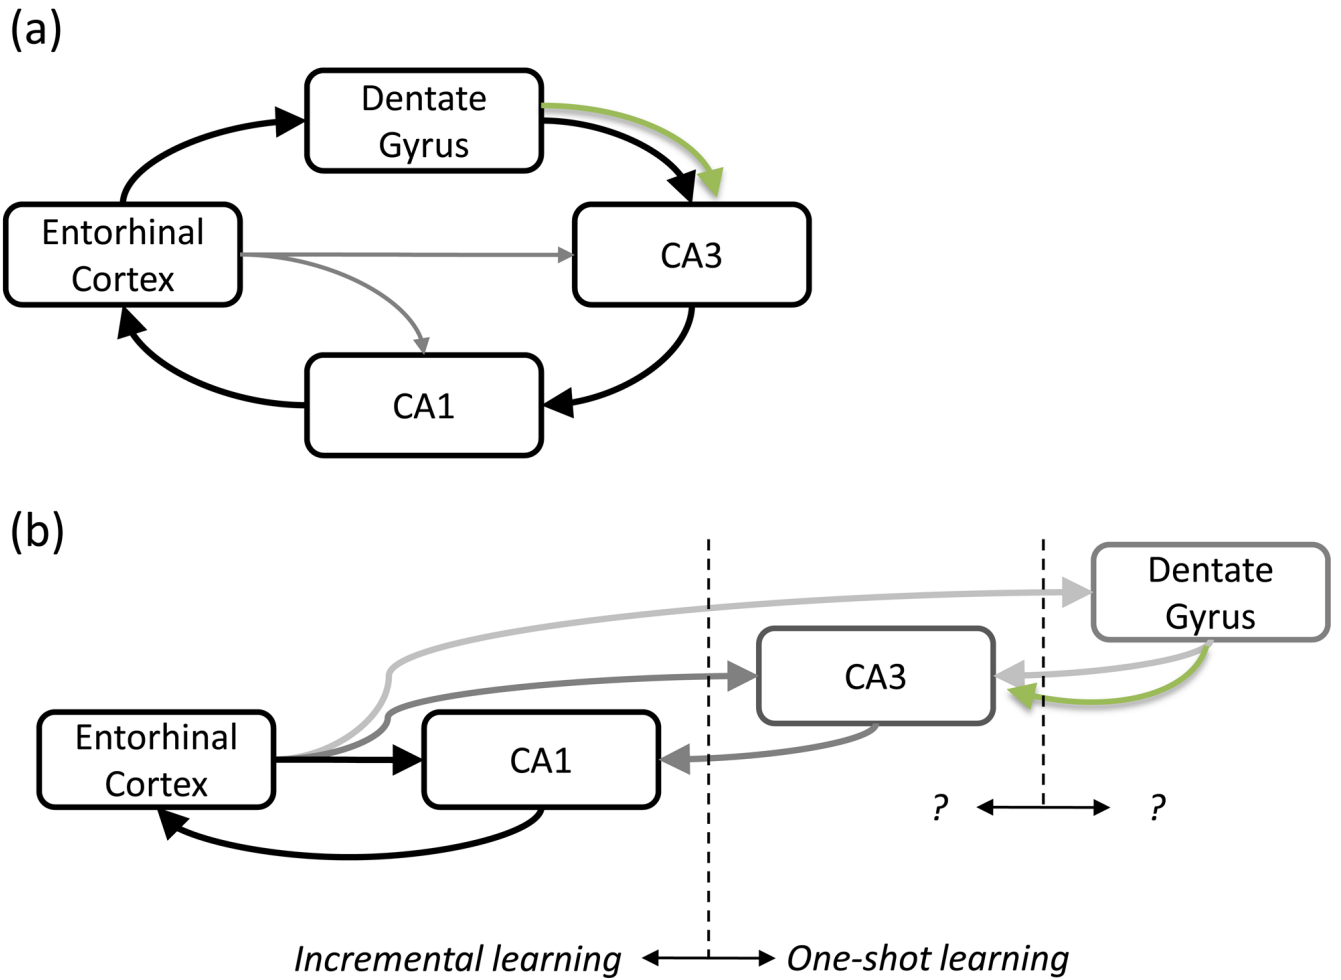 (a)
Dentate
Gyrus
Entorhinal
Cortex
CA3
CA1
(b)
Dentate
Gyrus
CA3
Entorhinal
Cortex
CA1
? ?
Incremental learning One-shot learning